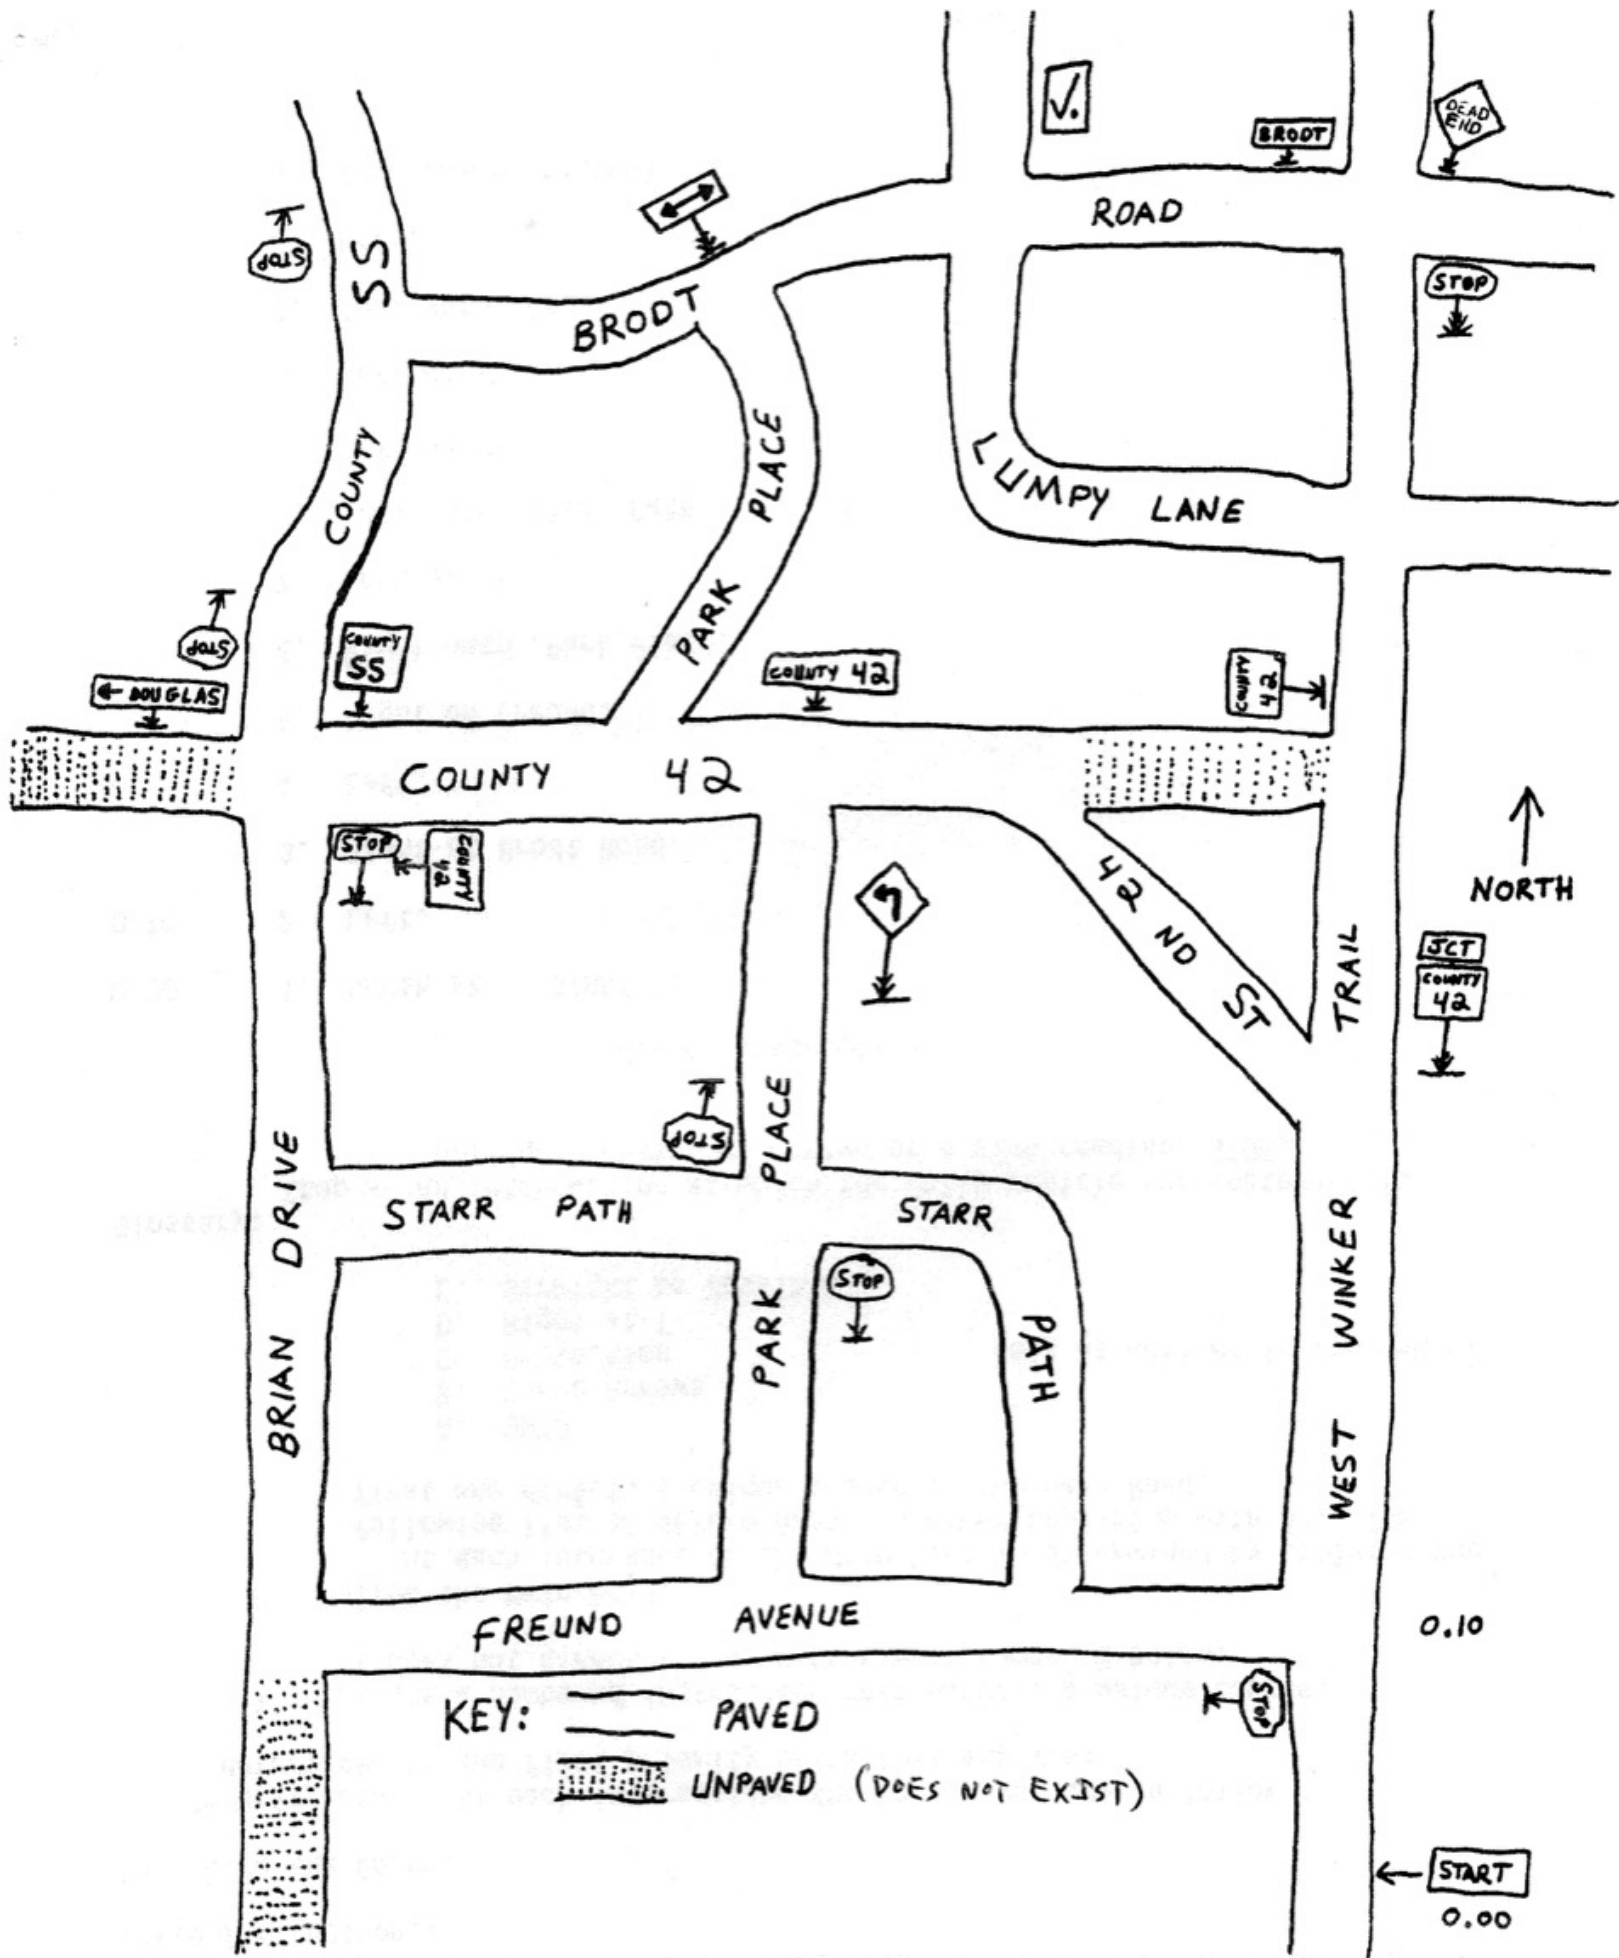 DEAD
END
BRODT
ROAD
STOP
SS
STOP
BRODT
COUNTY
PLACE
LUMPY LANE
PARK
STOP
COUNTY
SS
COUNTY 42
COUNTY
42
← DOUGLAS
COUNTY 42
STOP
COUNTY
42
42 ND ST
NORTH
JCT
COUNTY
42
TRAIL
STOP
PLACE
DRIVE
STARR PATH
STARR
WINKER
STOP
PARK
PATH
BRIAN
WEST
FREUND AVENUE
0.10
STOP
KEY:
PAVED
UNPAVED (DOES NOT EXIST)
START
0.00